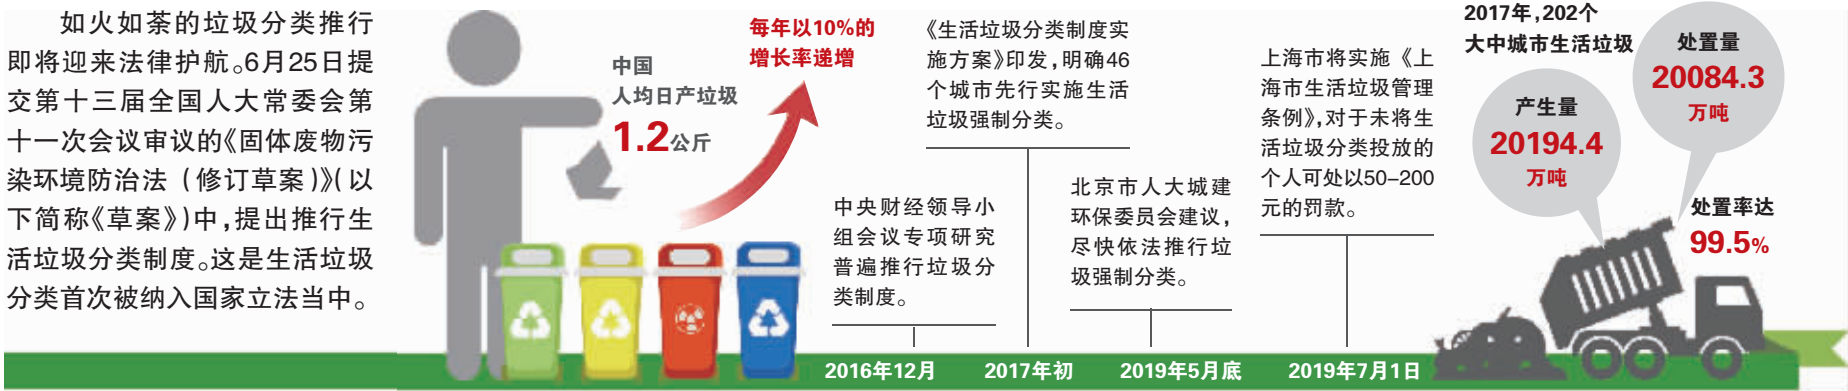 如火如荼的垃圾分类推行
即将迎来法律护航。6月25日提
交第十三届全国人大常委会第
十一次会议审议的《固体废物污
染环境防治法（修订草案）》（以
下简称《草案》）中，提出推行生
活垃圾分类制度。这是生活垃圾
分类首次被纳入国家立法当中。
中国
人均日产垃圾
1.2公斤
每年以10%的
增长率递增
中央财经领导小
组会议专项研究
普遍推行垃圾分
类制度。
2016年12月
《生活垃圾分类制度实
施方案》印发，明确46
个城市先行实施生活
垃圾强制分类。
2017年初
北京市人大城建
环保委员会建议，
尽快依法推行垃
圾强制分类。
2019年5月底
上海市将实施《上
海市生活垃圾管理
条例》，对于未将生
活垃圾分类投放的
个人可处以50–200
元的罚款。
2019年7月1日
2017年，202个
大中城市生活垃圾
产生量
20194.4
万吨
处置量
20084.3
万吨
处置率达
99.5%